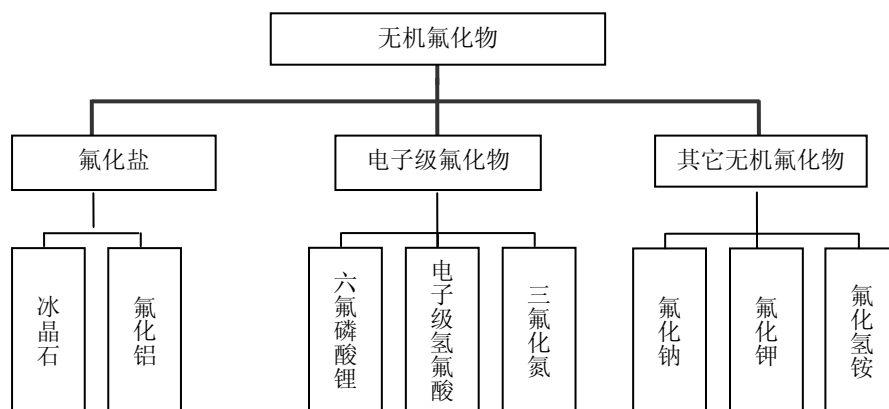 无机氟化物
氟化盐
电子级氟化物
其它无机氟化物
冰晶石
氟化铝
六氟磷酸锂
电子级氢氟酸
三氟化氮
氟化钠
氟化钾
氟化氢铵